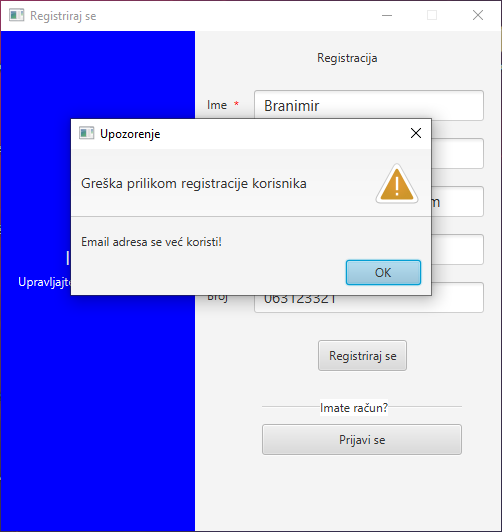 Registriraj se
Registracija
Ime *
Branimir
Upozorenje
Greška prilikom registracije korisnika
Email adresa se već koristi!
OK
Broj
063123321
Registriraj se
Imate račun?
Prijavi se